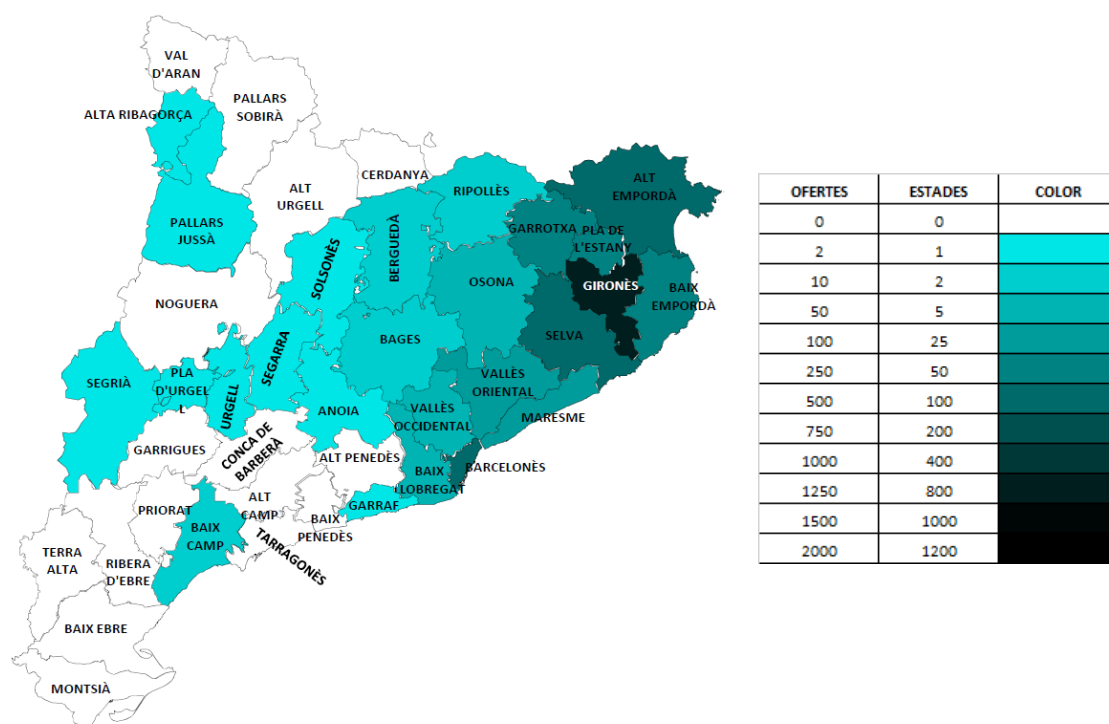 VAL
D'ARAN
PALLARS
SOBIRÀ
ALTA RIBAGORÇA
CERDANYA
ALT
URGELL
RIPOLLÈS
ALT
EMPORDÀ
PALLARS
JUSSÀ
SOLSONÈS
BERGUEDÀ
GARROTXA
PLA DE
L'ESTANY
OSONA
GIRONÈS
BAIX
EMPORDÀ
NOGUERA
SELVA
BAGES
SEGARRA
SEGRIÀ
PLA
D'URGEL
L
URGELL
ANOIA
VALLÈS
ORIENTAL
VALLÈS
OCCIDENTAL
MARESME
GARRIGUES
CONCA DE
BARBERÀ
ALT PENEDÈS
BAIX
LLOBREGAT
BARCELONÈS
GARRAF
PRIORAT
BAIX
CAMP
ALT
CAMP
BAIX
PENEDÈS
TARRAGONÈS
TERRA
ALTA
RIBERA
D'EBRE
BAIX EBRE
MONTSIÀ
OFERTES ESTADES COLOR
0 0
2 1
10 2
50 5
100 25
250 50
500 100
750 200
1000 400
1250 800
1500 1000
2000 1200